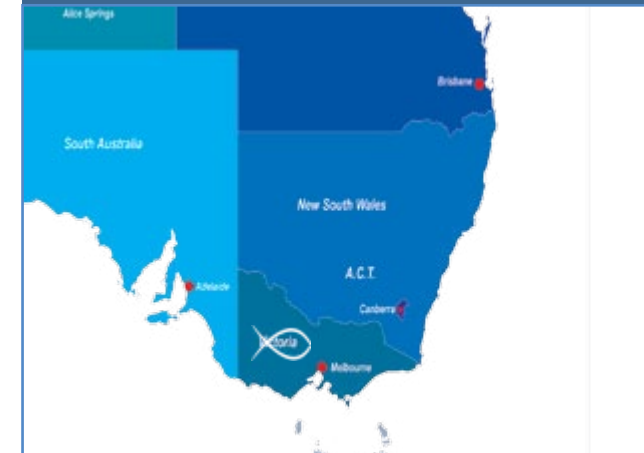 Alice Springs
Brisbane
South Australia
New South Wales
A.C.T.
Adelaide
Canberra
Victoria
Melbourne